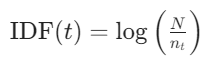 IDF(t) = log(N/n_t)